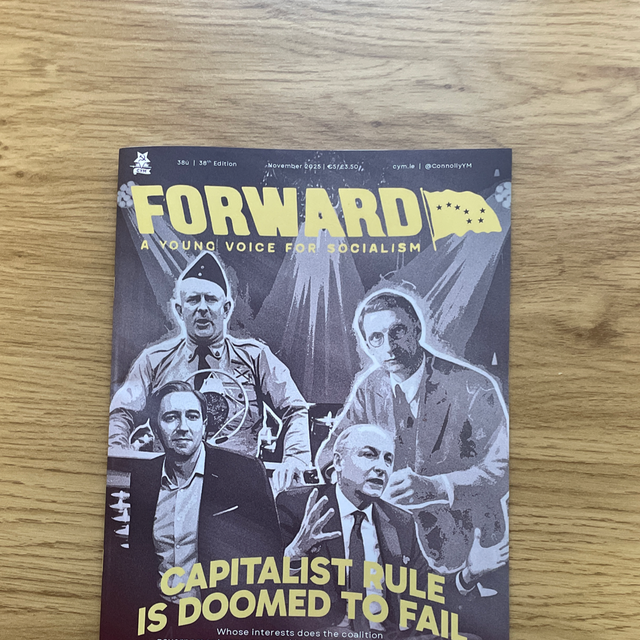 38ú | 38th Edition November 2025 | €3/£3.50 cym.ie | @ConnollyYM
CYM
FORWARD
A YOUNG VOICE FOR SOCIALISM
CAPITALIST RULE
IS DOOMED TO FAIL
Whose interests does the coalition